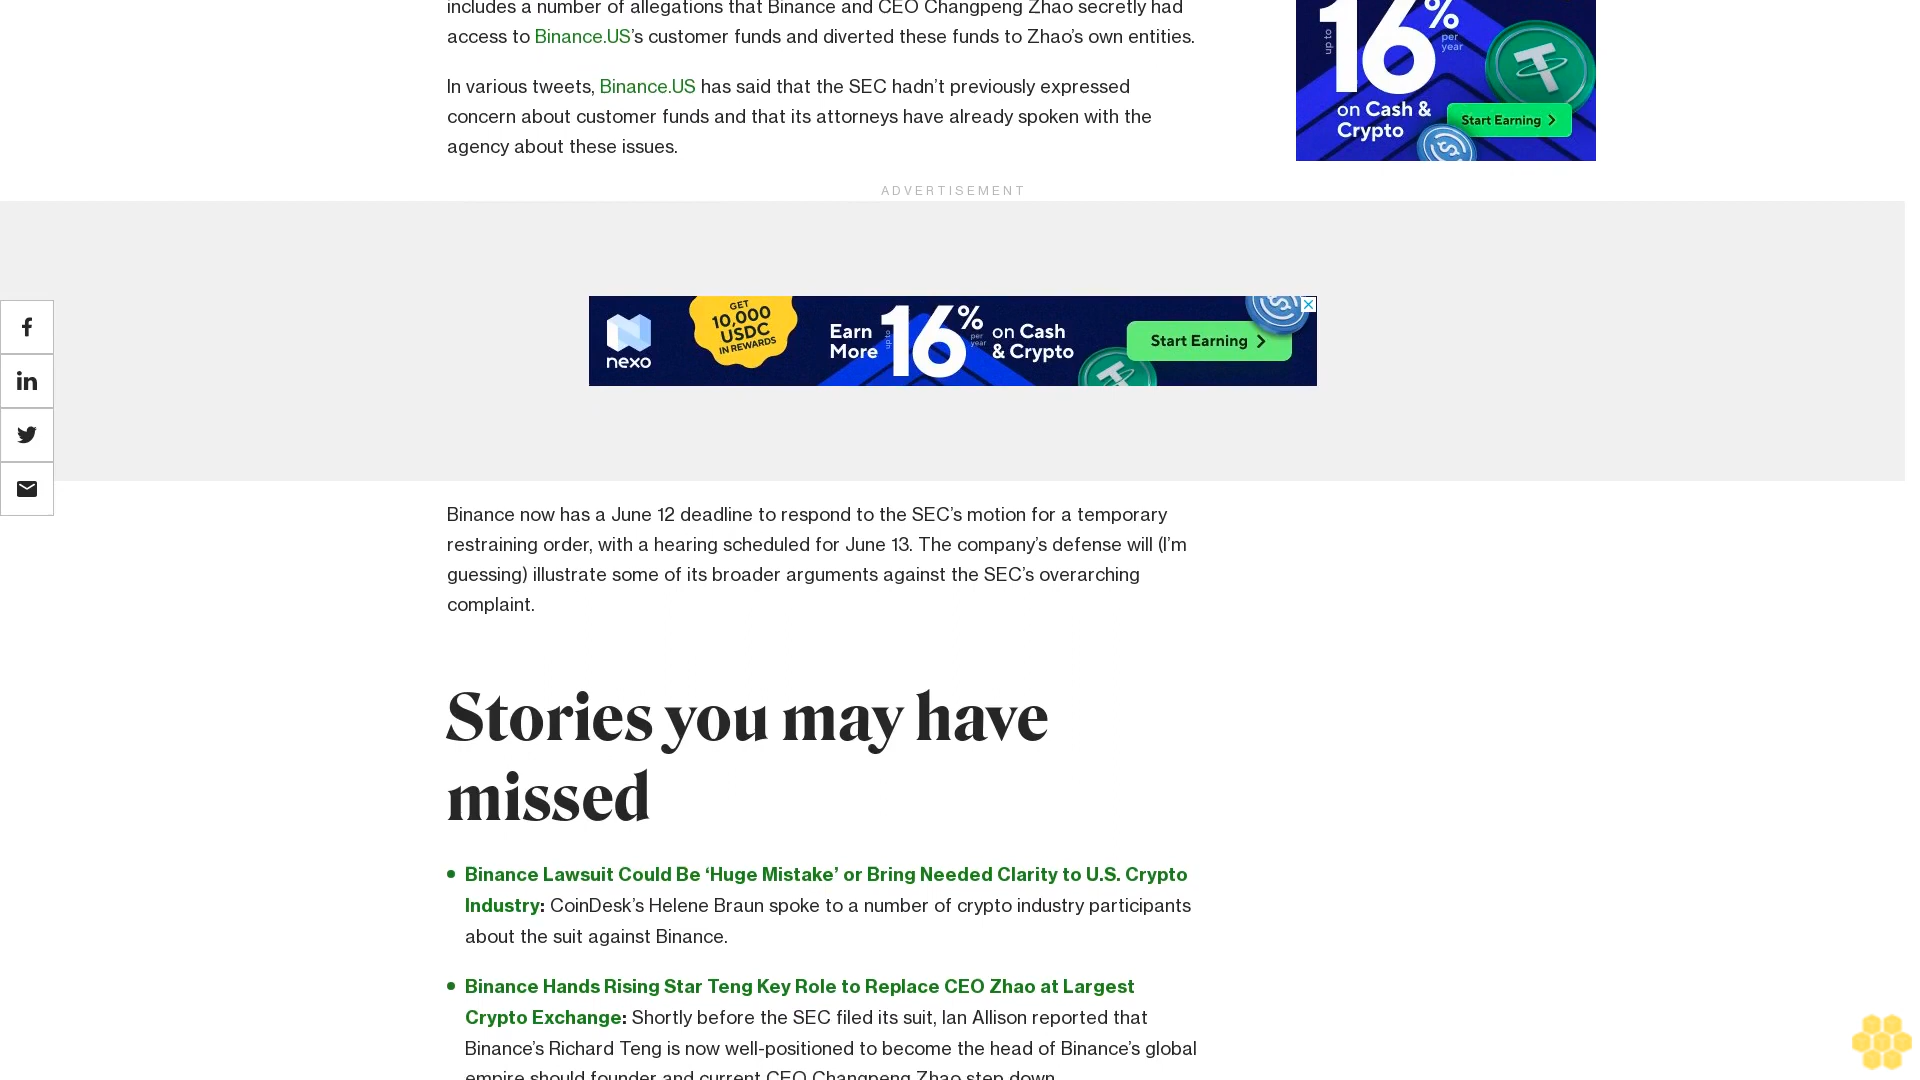 includes a number of allegations that Binance and CEO Changpeng Zhao secretly had
access to Binance.US’s customer funds and diverted these funds to Zhao’s own entities.
In various tweets, Binance.US has said that the SEC hadn’t previously expressed
concern about customer funds and that its attorneys have already spoken with the
agency about these issues.
up to 16% per year
on Cash &
Crypto
Start Earning
ADVERTISEMENT
nexo
GET
10,000
USDC
IN REWARDS
Earn
More
up to
16%
per
year
on Cash
& Crypto
Start Earning
Binance now has a June 12 deadline to respond to the SEC’s motion for a temporary
restraining order, with a hearing scheduled for June 13. The company’s defense will (I’m
guessing) illustrate some of its broader arguments against the SEC’s overarching
complaint.
Stories you may have
missed
Binance Lawsuit Could Be ‘Huge Mistake’ or Bring Needed Clarity to U.S. Crypto
Industry: CoinDesk’s Helene Braun spoke to a number of crypto industry participants
about the suit against Binance.
Binance Hands Rising Star Teng Key Role to Replace CEO Zhao at Largest
Crypto Exchange: Shortly before the SEC filed its suit, Ian Allison reported that
Binance’s Richard Teng is now well-positioned to become the head of Binance’s global
empire should founder and current CEO Changpeng Zhao step down.